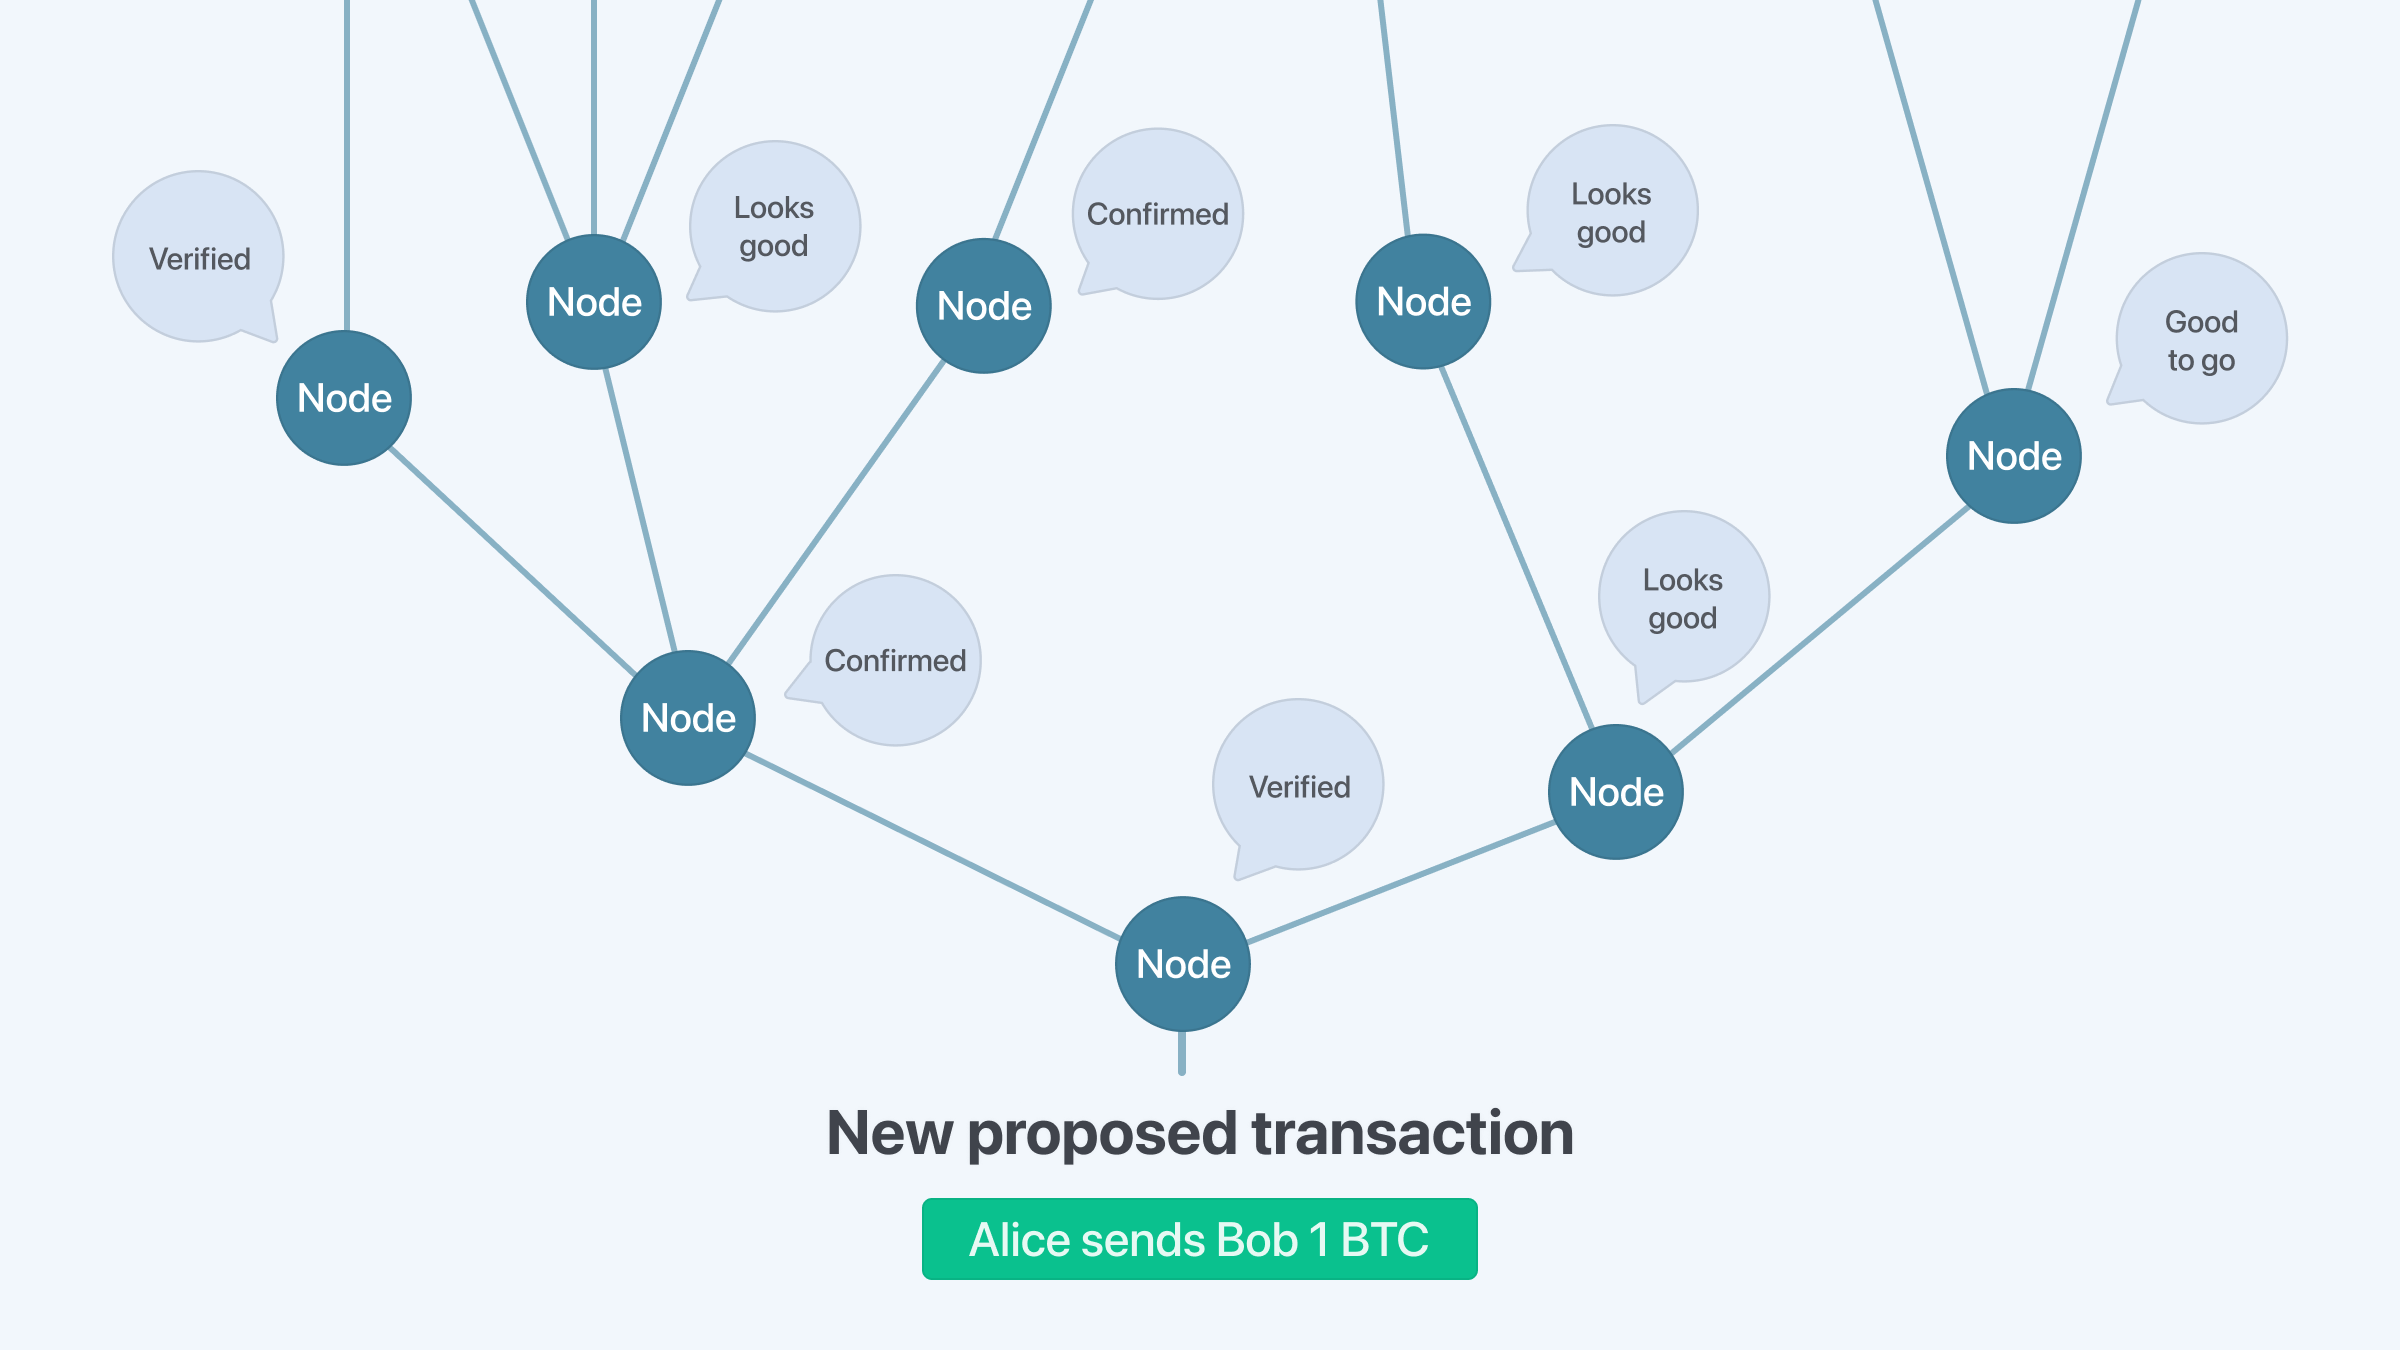 Looks
good
Confirmed
Looks
good
Verified
Node
Node
Node
Good
to go
Node
Node
Looks
good
Confirmed
Node
Verified
Node
Node
New proposed transaction
Alice sends Bob 1 BTC